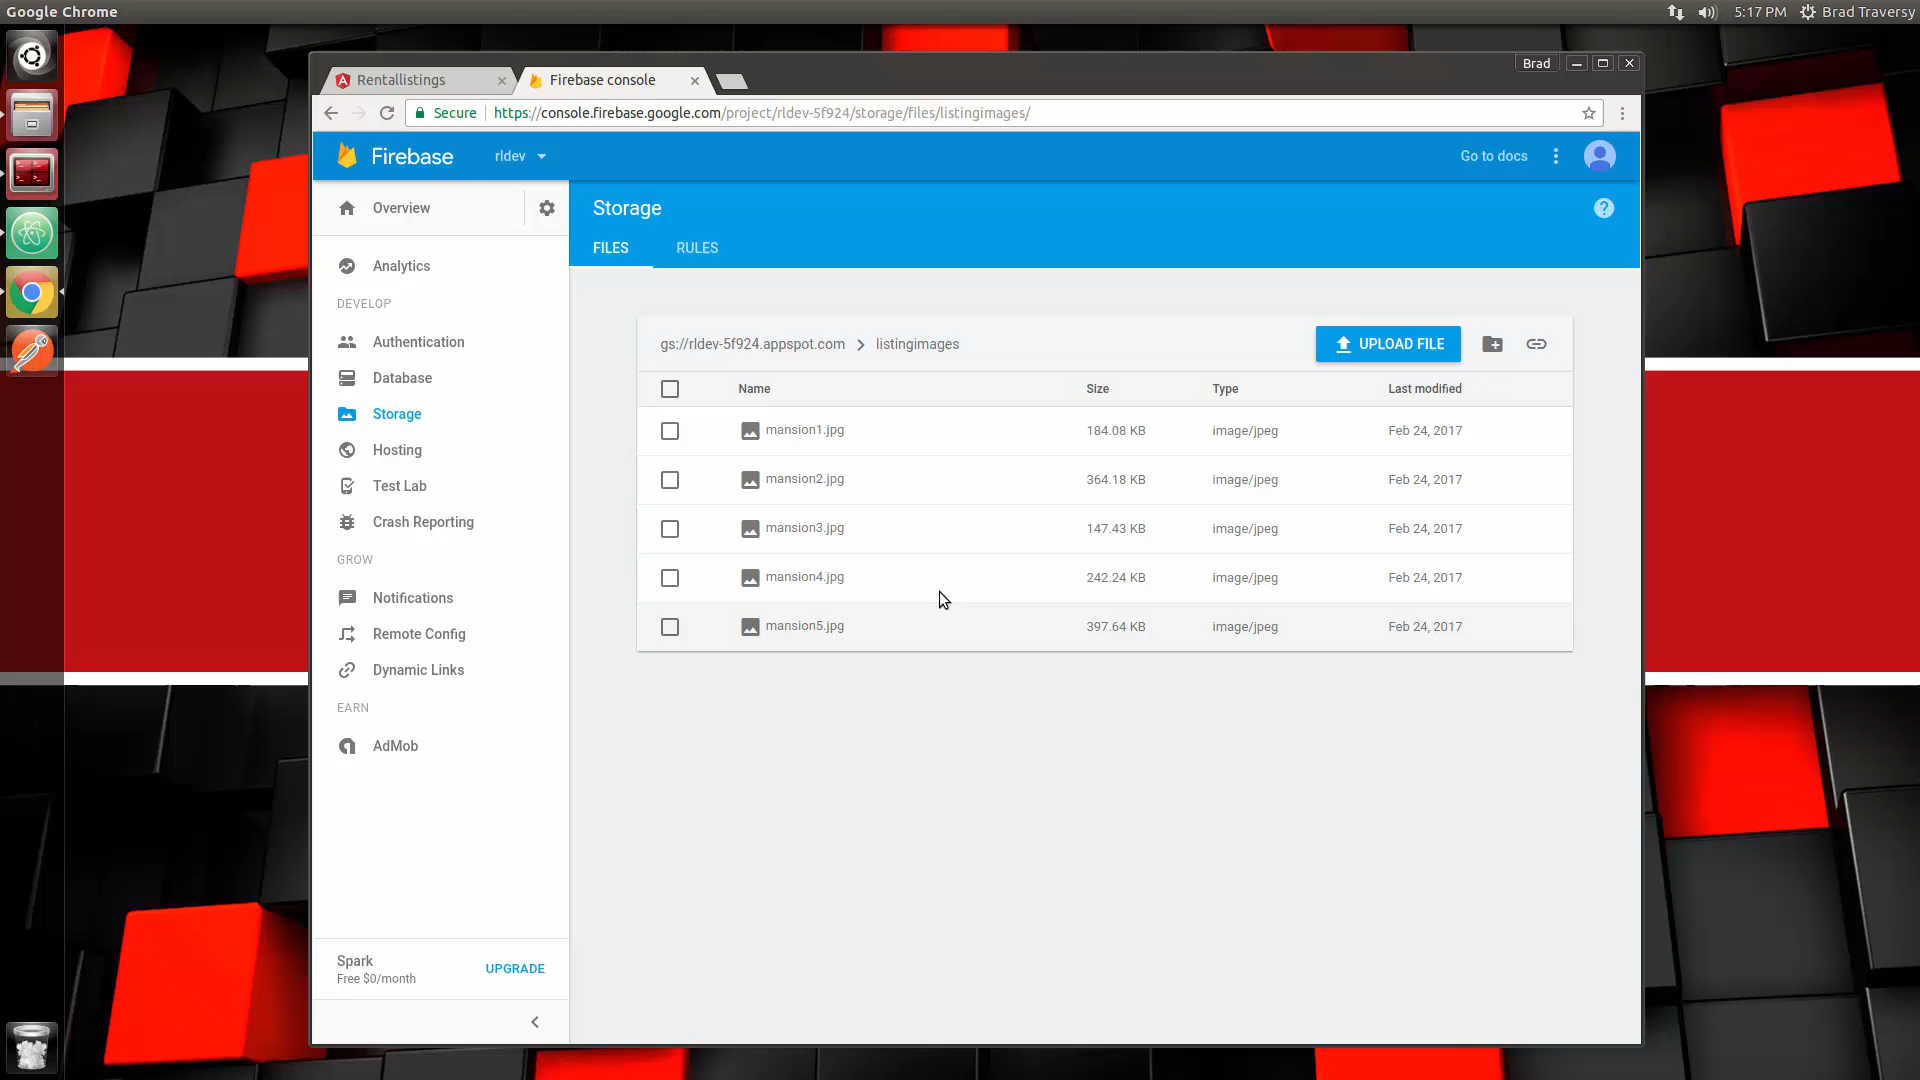 Google Chrome
5:17 PM Brad Traversy
Brad
Rentallistings
Firebase console
Secure https://console.firebase.google.com/project/rldev-5f924/storage/files/listingimages/
Firebase rldev
Go to docs
Overview
Storage
FILES RULES
Analytics
DEVELOP
Authentication
Database
Storage
Hosting
Test Lab
Crash Reporting
GROW
Notifications
Remote Config
Dynamic Links
EARN
AdMob
Spark
Free $0/month
UPGRADE
gs://rldev-5f924.appspot.com > listingimages
UPLOAD FILE
Name Size Type Last modified
mansion1.jpg 184.08 KB image/jpeg Feb 24, 2017
mansion2.jpg 364.18 KB image/jpeg Feb 24, 2017
mansion3.jpg 147.43 KB image/jpeg Feb 24, 2017
mansion4.jpg 242.24 KB image/jpeg Feb 24, 2017
mansion5.jpg 397.64 KB image/jpeg Feb 24, 2017